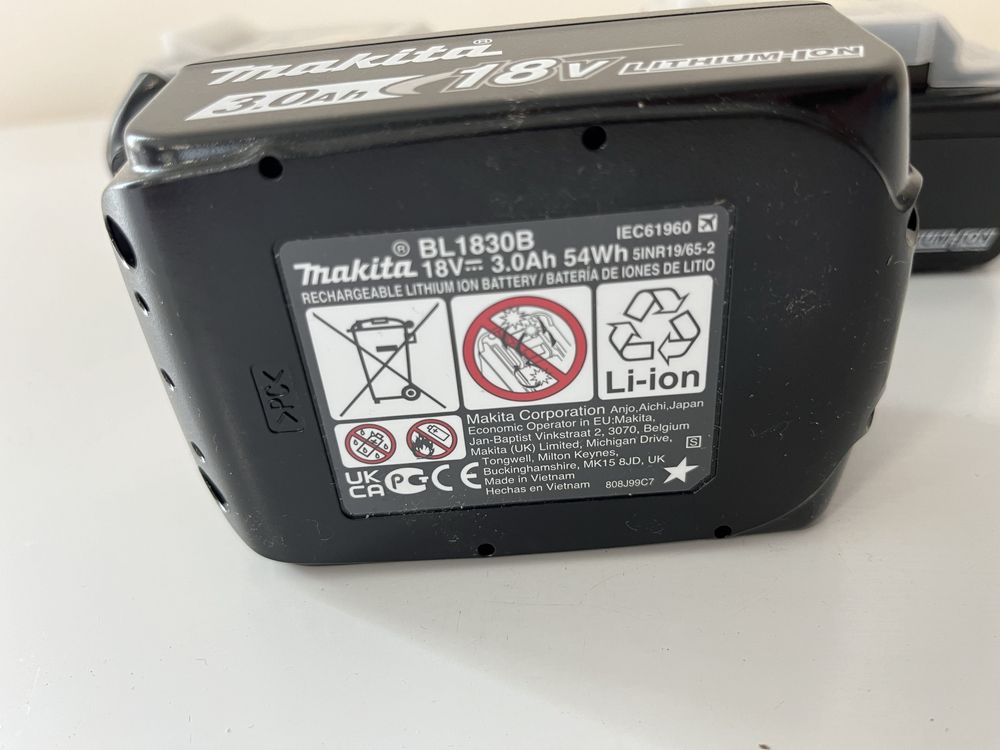 makita®
3.0Ah 18V LITHIUM-ION
makita® BL1830B IEC61960
18V 3.0Ah 54Wh 5INR19/65-2
RECHARGEABLE LITHIUM ION BATTERY / BATERÍA DE IONES DE LITIO
Li-ion
Makita Corporation Anjo,Aichi,Japan
Economic Operator in EU:Makita,
Jan-Baptist Vinkstraat 2, 3070, Belgium
Makita (UK) Limited, Michigan Drive,
Tongwell, Milton Keynes,
Buckinghamshire, MK15 8JD, UK
Made in Vietnam
Hechas en Vietnam 808J99C7
S
UK
CA
PC CE
>PC<